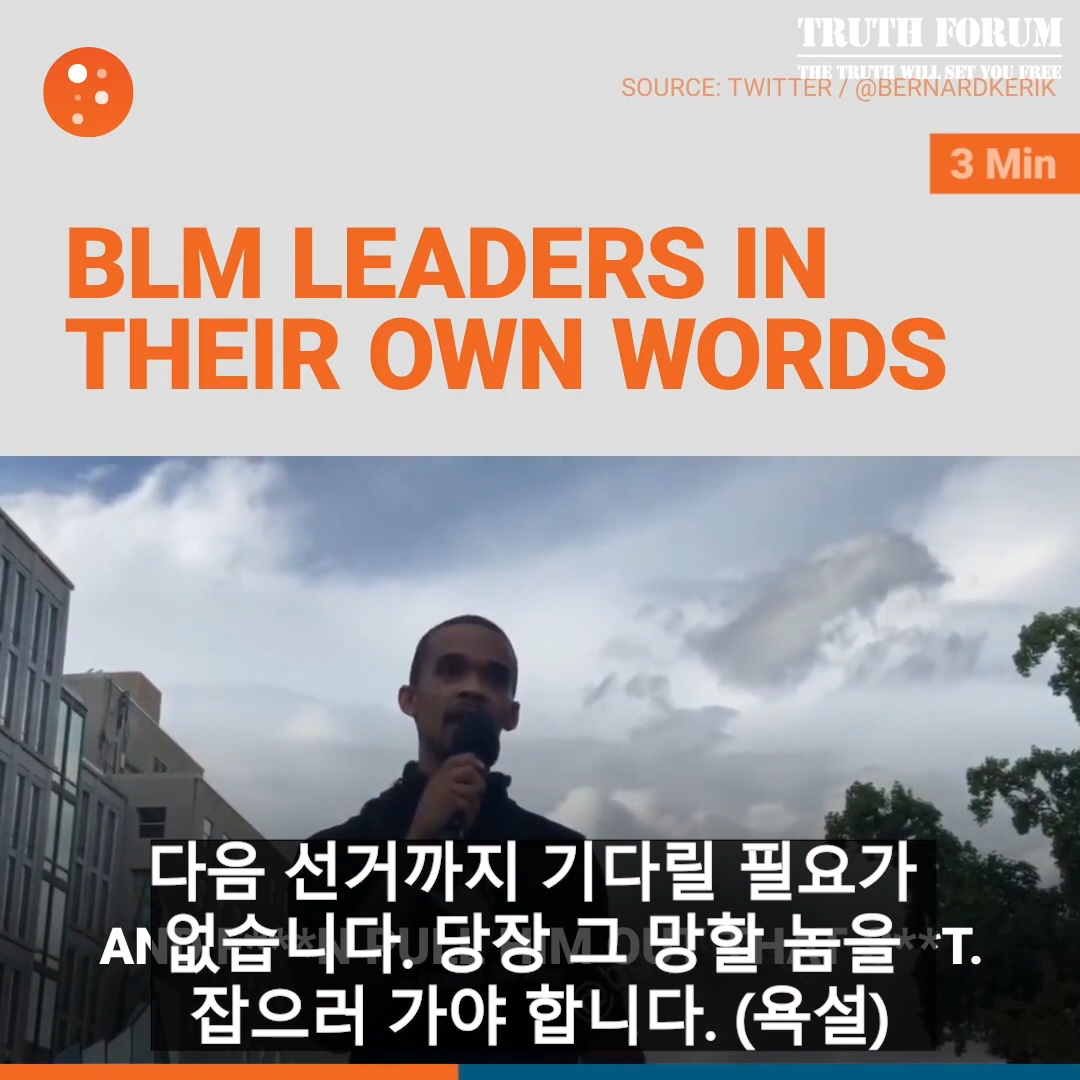 TRUTH FORUM
THE TRUTH WILL SET YOU FREE
SOURCE: TWITTER / @BERNARDKERIK
3 Min
BLM LEADERS IN
THEIR OWN WORDS
다음 선거까지 기다릴 필요가
없습니다. 당장 그 망할 놈을
잡으러 가야 합니다. (욕설)